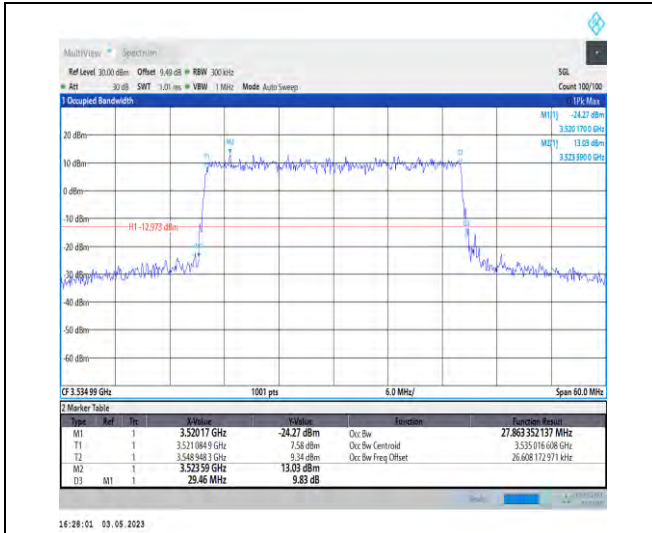 MultiView Spectrum
Ref Level 30.00 dBm Offset 9.49 dB RBW 300 kHz SGL
Att 30 dB SWT 1.01 ms VBW 1 MHz Mode Auto Sweep Count 100/100
1 Occupied Bandwidth 1Pk Max
M1[1] -24.27 dBm
3.520 170 0 GHz
M2[1] 13.03 dBm
3.523 590 0 GHz
20 dBm
M2
T1
10 dBm
0 dBm
-10 dBm
H1 -12.973 dBm
-20 dBm
-30 dBm
-40 dBm
-50 dBm
-60 dBm
CF 3.534 99 GHz 1001 pts 6.0 MHz/ Span 60.0 MHz
2 Marker Table
Type Ref Trc X-Value Y-Value Function Function Result
M1 1 3.52017 GHz -24.27 dBm Occ Bw 27.863 352 137 MHz
T1 1 3.521 084 9 GHz 7.58 dBm Occ Bw Centroid 3.535 016 608 GHz
T2 1 3.548 948 3 GHz 9.34 dBm Occ Bw Freq Offset 26.608 172 971 kHz
M2 1 3.523 59 GHz 13.03 dBm
D3 M1 1 29.46 MHz 9.83 dB
16:28:01 03.05.2023